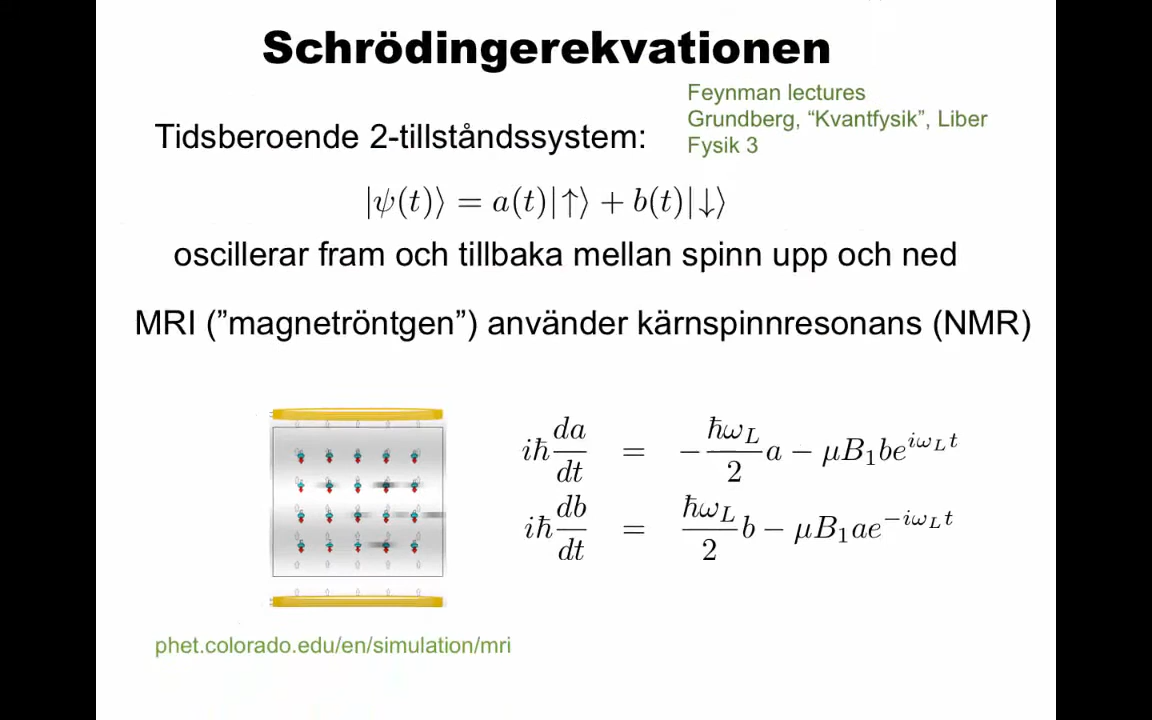 Schrödingerekvationen
Feynman lectures
Grundberg, “Kvantfysik”, Liber
Fysik 3
Tidsberoende 2-tillståndssystem:
|ψ(t)⟩ = a(t)|↑⟩ + b(t)|↓⟩
oscillerar fram och tillbaka mellan spinn upp och ned
MRI (”magnetröntgen”) använder kärnspinnresonans (NMR)
iħ da/dt = −ħω_L/2 a − μB₁be^{iω_L t}
iħ db/dt = ħω_L/2 b − μB₁ae^{−iω_L t}
phet.colorado.edu/en/simulation/mri